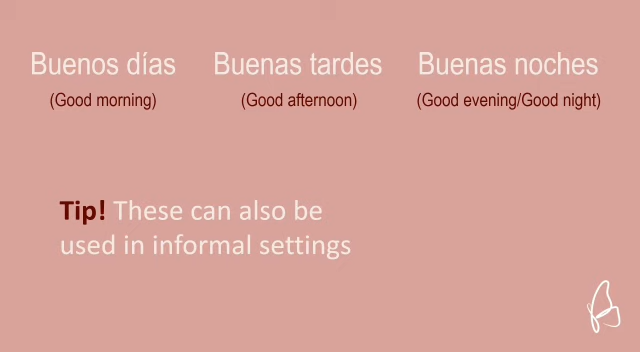 Buenos días Buenas tardes Buenas noches
(Good morning) (Good afternoon) (Good evening/Good night)
Tip! These can also be
used in informal settings